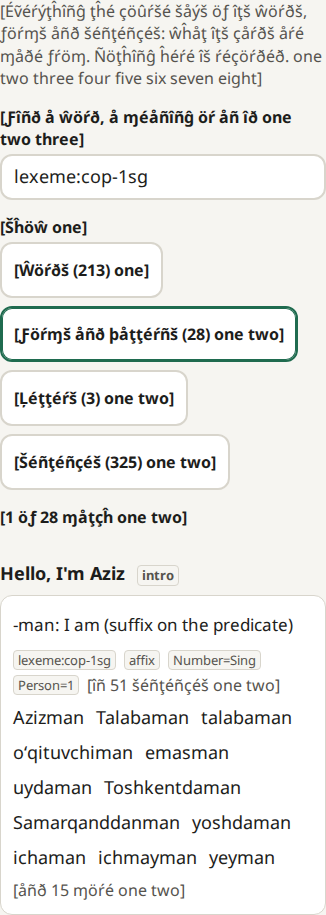 [Éṽéŕýţĥîñĝ ţĥé çöûŕšé šåýš öƒ îţš ŵöŕðš,
ƒöŕɱš åñð šéñţéñçéš: ŵĥåţ îţš çåŕðš åŕé
ɱåðé ƒŕöɱ. Ñöţĥîñĝ ĥéŕé îš ŕéçöŕðéð. one
two three four five six seven eight]
[Ƒîñð å ŵöŕð, å ɱéåñîñĝ öŕ åñ îð one
two three]
lexeme:cop-1sg
[Šĥöŵ one]
[Ŵöŕðš (213) one]
[Ƒöŕɱš åñð þåţţéŕñš (28) one two]
[Ļéţţéŕš (3) one two]
[Šéñţéñçéš (325) one two]
[1 öƒ 28 ɱåţçĥ one two]
Hello, I'm Aziz intro
-man: I am (suffix on the predicate)
lexeme:cop-1sg affix Number=Sing
Person=1 [îñ 51 šéñţéñçéš one two]
Azizman Talabaman talabaman
oʻqituvchiman emasman
uydaman Toshkentdaman
Samarqanddanman yoshdaman
ichaman ichmayman yeyman
[åñð 15 ɱöŕé one two]